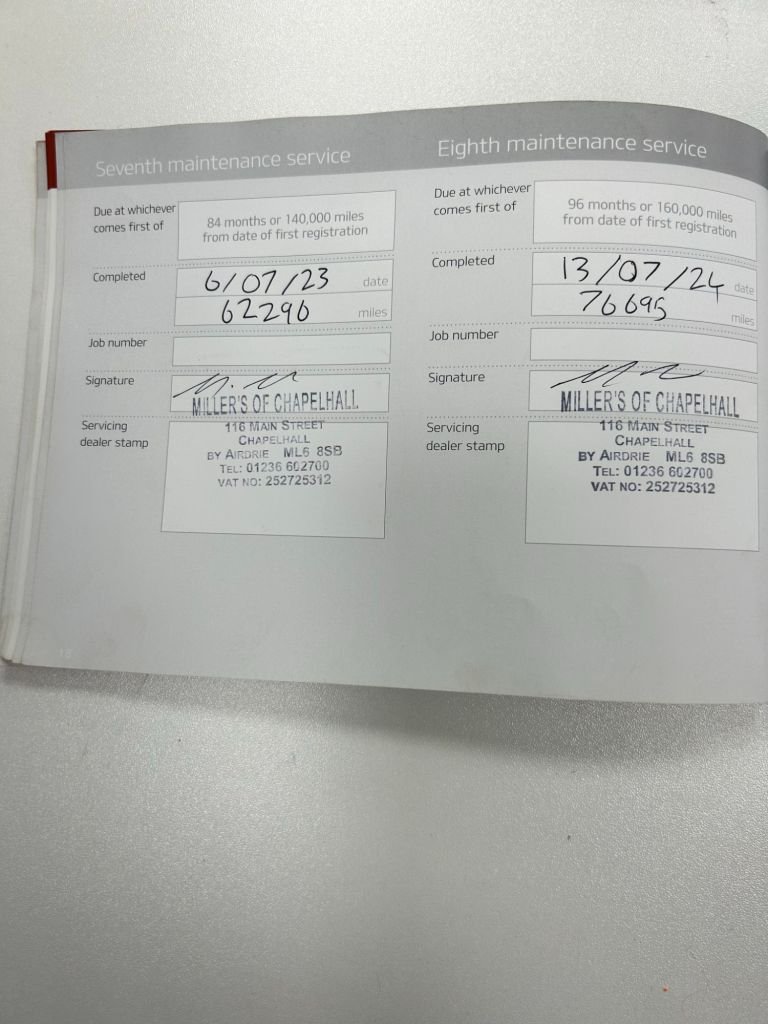 Seventh maintenance service
Due at whichever
comes first of
84 months or 140,000 miles
from date of first registration
Completed
6/07/23 date
62296 miles
Job number
Signature
MILLER'S OF CHAPELHALL
Servicing
dealer stamp
116 MAIN STREET
CHAPELHALL
BY AIRDRIE ML6 8SB
TEL: 01236 602700
VAT NO: 252725312
18
Eighth maintenance service
Due at whichever
comes first of
96 months or 160,000 miles
from date of first registration
Completed
13/07/24 date
76695 miles
Job number
Signature
MILLER'S OF CHAPELHALL
Servicing
dealer stamp
116 MAIN STREET
CHAPELHALL
BY AIRDRIE ML6 8SB
TEL: 01236 602700
VAT NO: 252725312